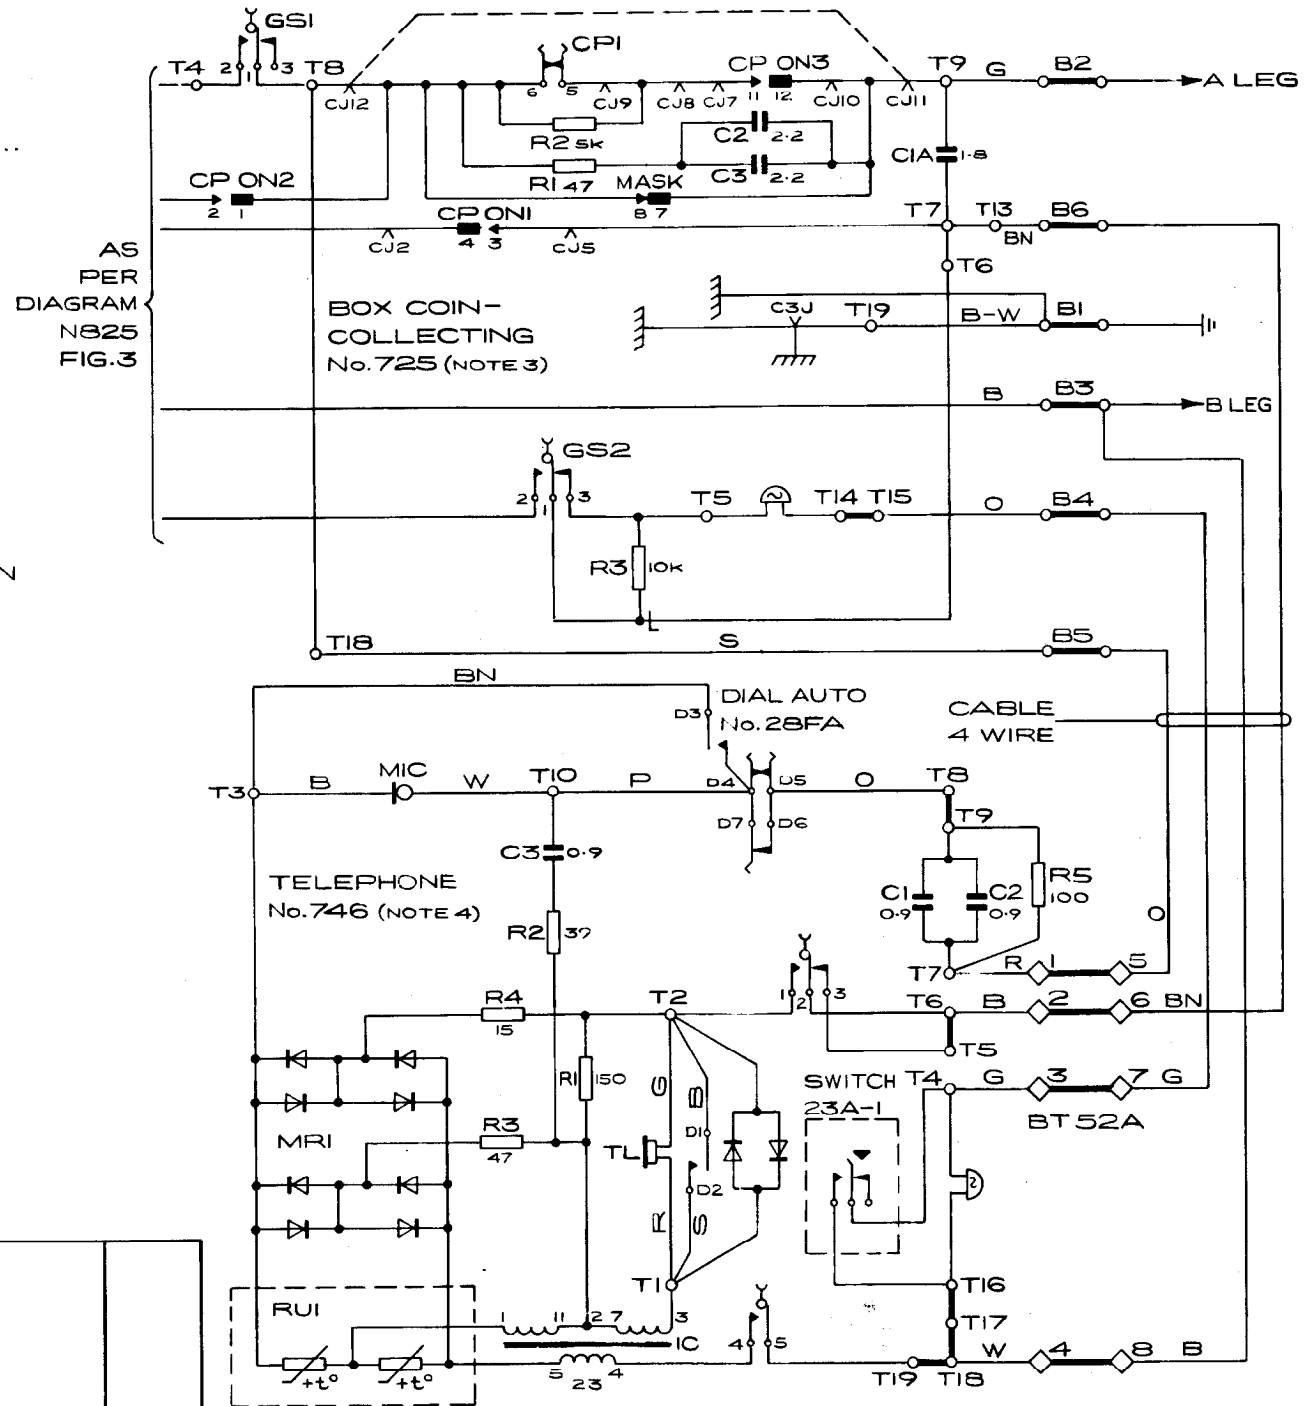 GS1
CP1
T4
2
1
3
T8
CJ12
6
5
CJ9
CJ8
CJ7
CP ON3
11
12
CJ10
CJ11
T9
G
B2
A LEG
R2 5K
C2
2·2
C1A
1·8
R1 47
MASK
8 7
C3
2·2
CP ON2
2
1
CP ON1
4
3
CJ2
CJ5
T7
T13
BN
B6
T6
AS
PER
DIAGRAM
N825
FIG.3
BOX COIN-
COLLECTING
No.725 (NOTE 3)
C3J
T19
B-W
B1
B
B3
B LEG
GS2
2
1
3
T5
T14
T15
O
B4
R3
10K
L
T18
S
B5
BN
D3
DIAL AUTO
No.28FA
CABLE
4 WIRE
T3
B
MIC
W
T10
P
D4
D5
O
T8
D7
D6
T9
C3
0·9
TELEPHONE
No.746 (NOTE 4)
R2
C1
0·9
C2
0·9
R5
100
O
T7
R
1
5
R4
15
T2
1
2
3
T6
B
2
6
BN
T5
R1
150
G
B
SWITCH
23A-1
T4
G
3
7
G
BT 52A
MR1
R3
47
TL
D1
D2
R
S
T1
T16
RU1
1
11
2
7
3
1C
T17
+t°
+t°
5
23
4
4
5
T19
T18
W
4
8
B